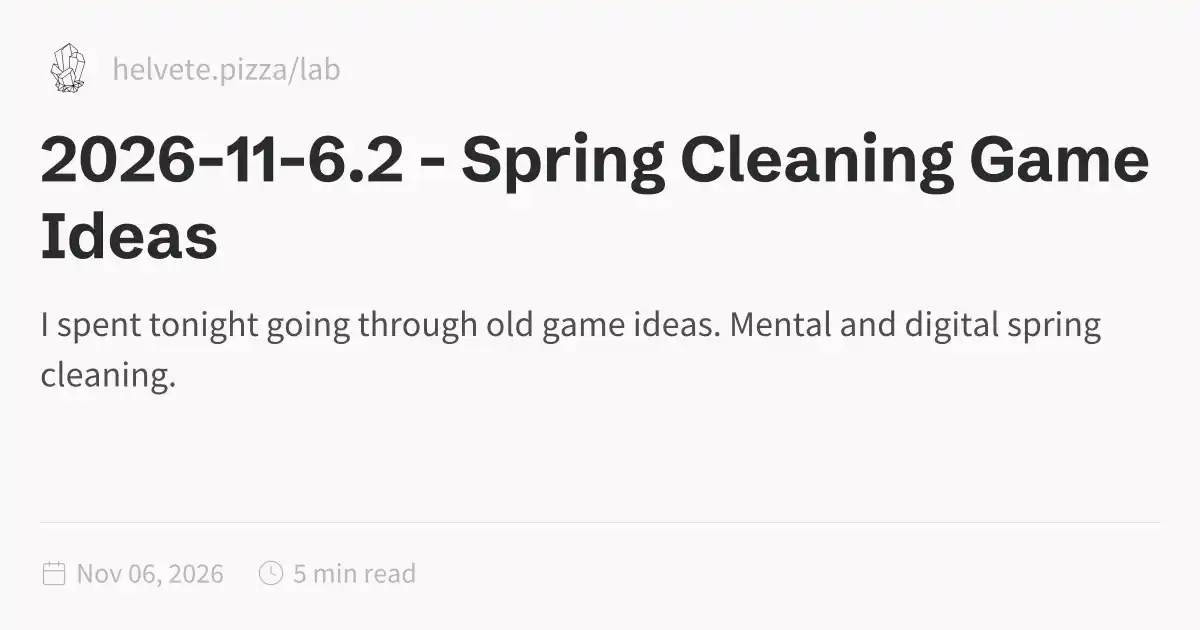 helvete.pizza/lab
2026-11-6.2 - Spring Cleaning Game
Ideas
I spent tonight going through old game ideas. Mental and digital spring
cleaning.
Nov 06, 2026 5 min read